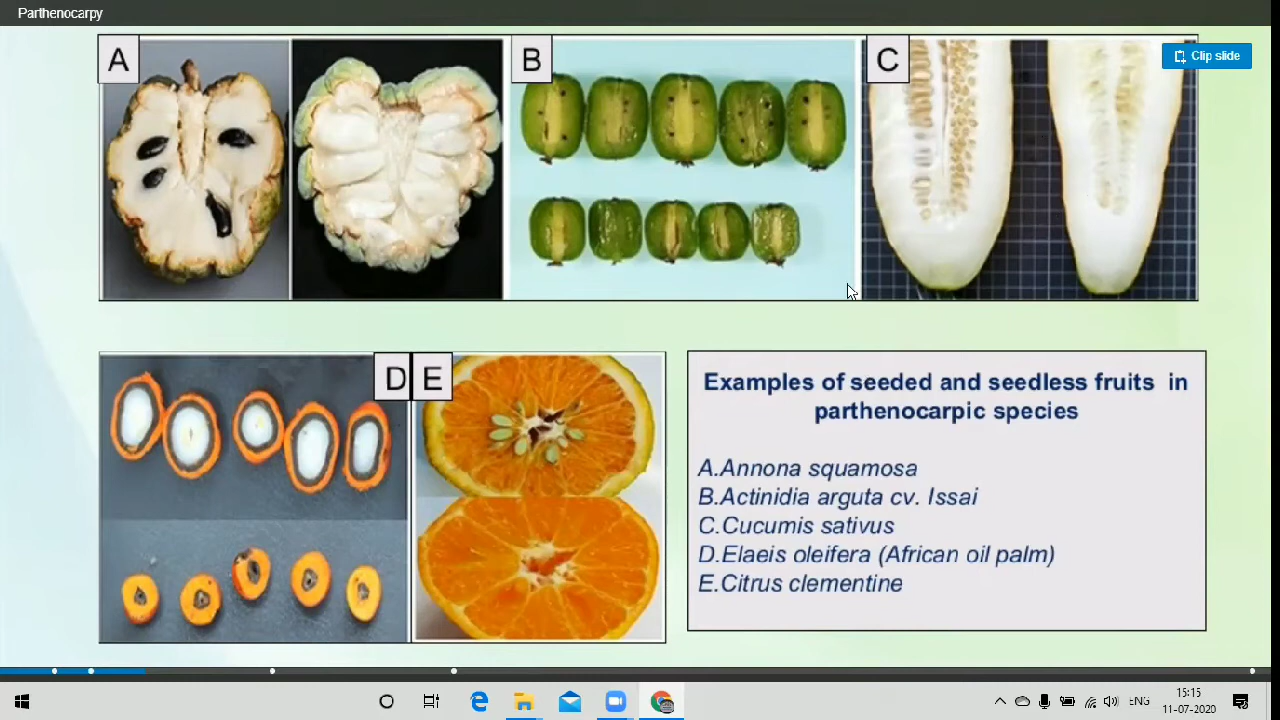 Parthenocarpy
A
B
C
Clip slide
D
E
Examples of seeded and seedless fruits in
parthenocarpic species
A.Annona squamosa
B.Actinidia arguta cv. Issai
C.Cucumis sativus
D.Elaeis oleifera (African oil palm)
E.Citrus clementine
ENG
15:15
11-07-2020